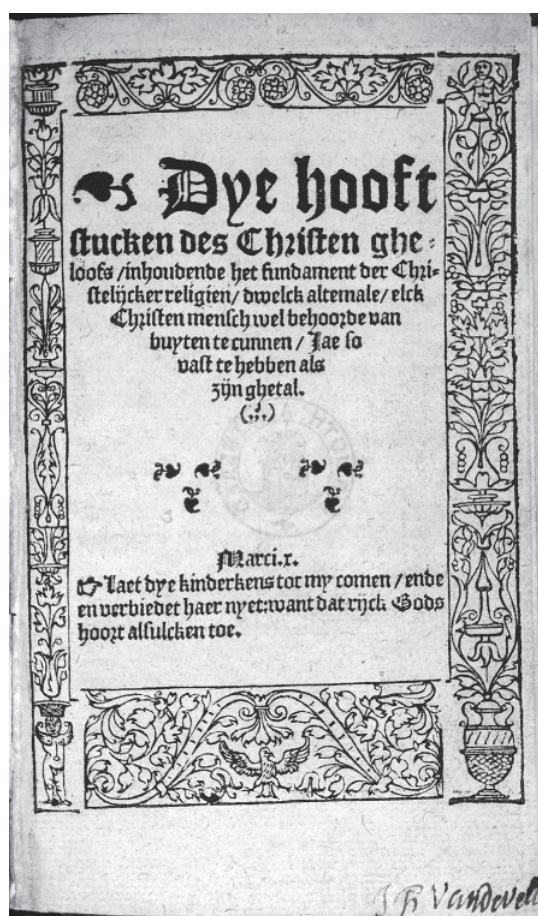 Dye hooft
stucken des Christen ghe-
loofs/inhoudende het fundament der Chri-
stelijcker religien/dwelck altemale/elck
Christen mensch wel behoorde van
buyten te cunnen/Jae so
vast te hebben als
zijn ghetal.
Marci.x.
Laet dye kinderkens tot my comen/ende
en verbiedet haer nyet:want dat rijck Gods
hoort alsulcken toe.